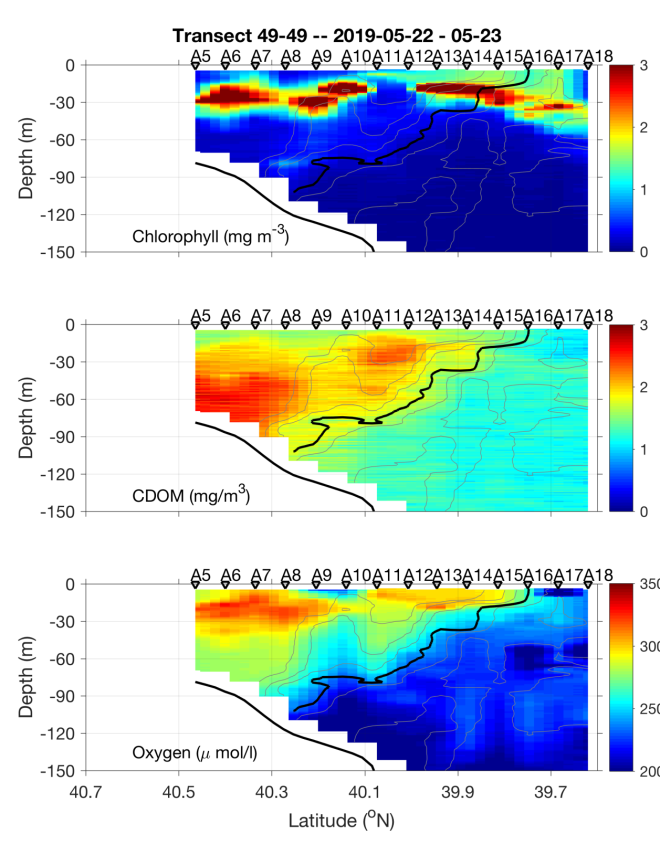 Transect 49-49 -- 2019-05-22 - 05-23
A5 A6 A7 A8 A9 A10 A11 A12 A13 A14 A15 A16 A17 A18
0
-30
-60
-90
-120
-150
Depth (m)
Chlorophyll (mg m-3)
3
2
1
0
A5 A6 A7 A8 A9 A10 A11 A12 A13 A14 A15 A16 A17 A18
0
-30
-60
-90
-120
-150
Depth (m)
CDOM (mg/m3)
3
2
1
0
A5 A6 A7 A8 A9 A10 A11 A12 A13 A14 A15 A16 A17 A18
0
-30
-60
-90
-120
-150
Depth (m)
Oxygen (μ mol/l)
350
300
250
200
40.7 40.5 40.3 40.1 39.9 39.7
Latitude (oN)